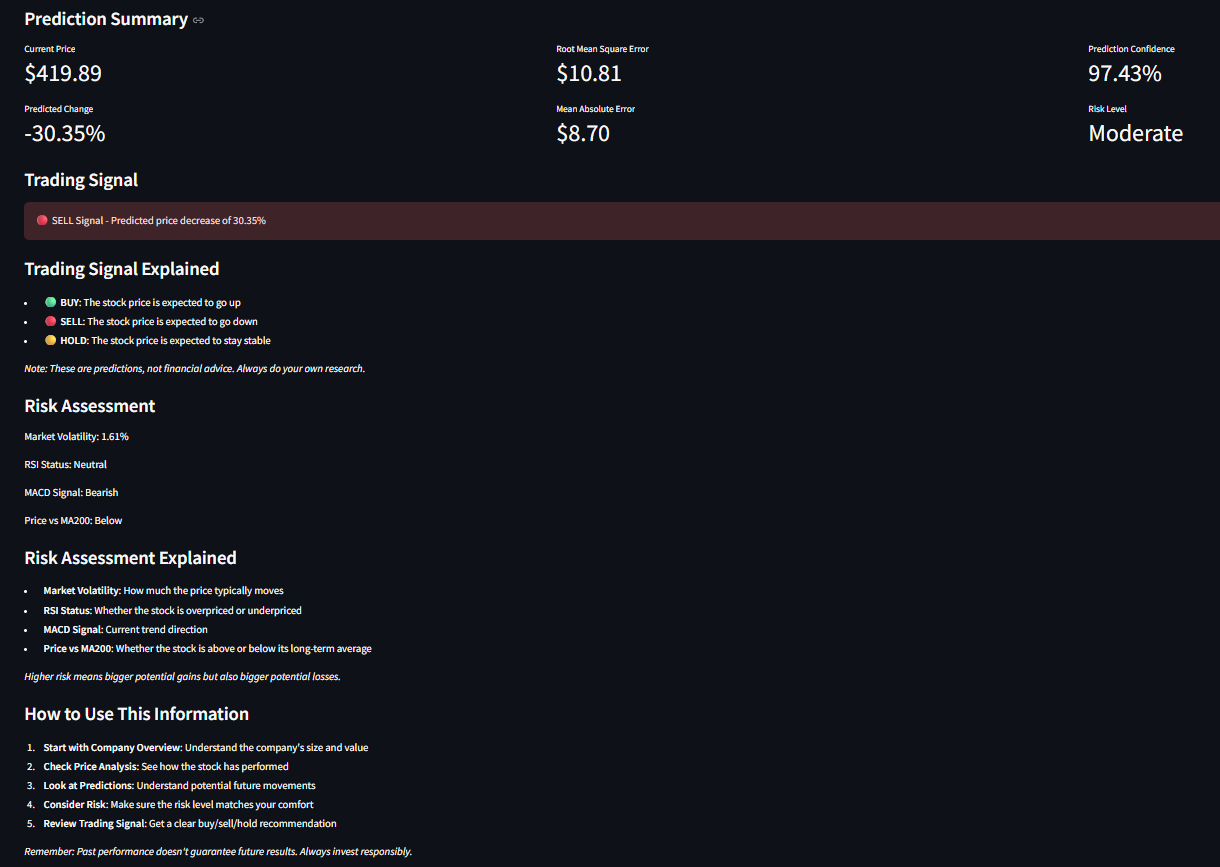 Prediction Summary
Current Price
$419.89
Root Mean Square Error
$10.81
Prediction Confidence
97.43%
Predicted Change
-30.35%
Mean Absolute Error
$8.70
Risk Level
Moderate
Trading Signal
🔴 SELL Signal - Predicted price decrease of 30.35%
Trading Signal Explained
• 🟢 BUY: The stock price is expected to go up
• 🔴 SELL: The stock price is expected to go down
• 🟡 HOLD: The stock price is expected to stay stable
Note: These are predictions, not financial advice. Always do your own research.
Risk Assessment
Market Volatility: 1.61%
RSI Status: Neutral
MACD Signal: Bearish
Price vs MA200: Below
Risk Assessment Explained
• Market Volatility: How much the price typically moves
• RSI Status: Whether the stock is overpriced or underpriced
• MACD Signal: Current trend direction
• Price vs MA200: Whether the stock is above or below its long-term average
Higher risk means bigger potential gains but also bigger potential losses.
How to Use This Information
1. Start with Company Overview: Understand the company's size and value
2. Check Price Analysis: See how the stock has performed
3. Look at Predictions: Understand potential future movements
4. Consider Risk: Make sure the risk level matches your comfort
5. Review Trading Signal: Get a clear buy/sell/hold recommendation
Remember: Past performance doesn't guarantee future results. Always invest responsibly.